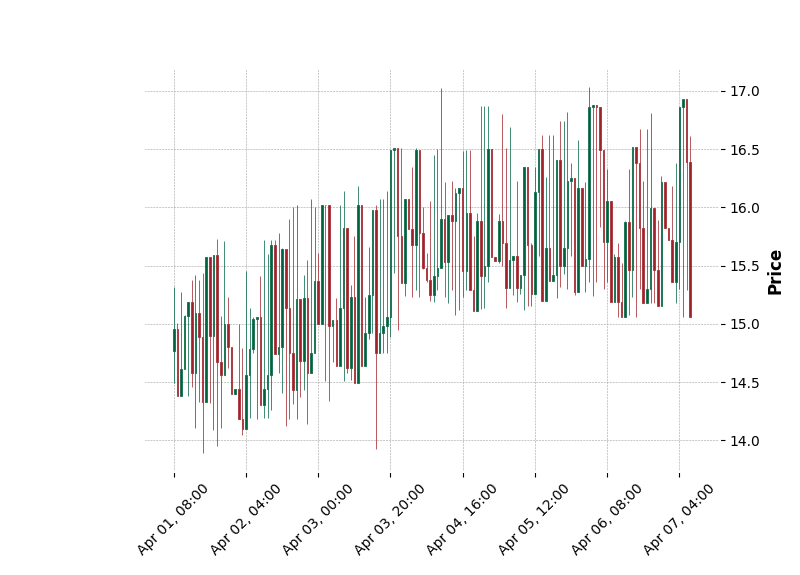 17.0
16.5
16.0
15.5
15.0
14.5
14.0
Price
Apr 01, 08:00
Apr 02, 04:00
Apr 03, 00:00
Apr 03, 20:00
Apr 04, 16:00
Apr 05, 12:00
Apr 06, 08:00
Apr 07, 04:00